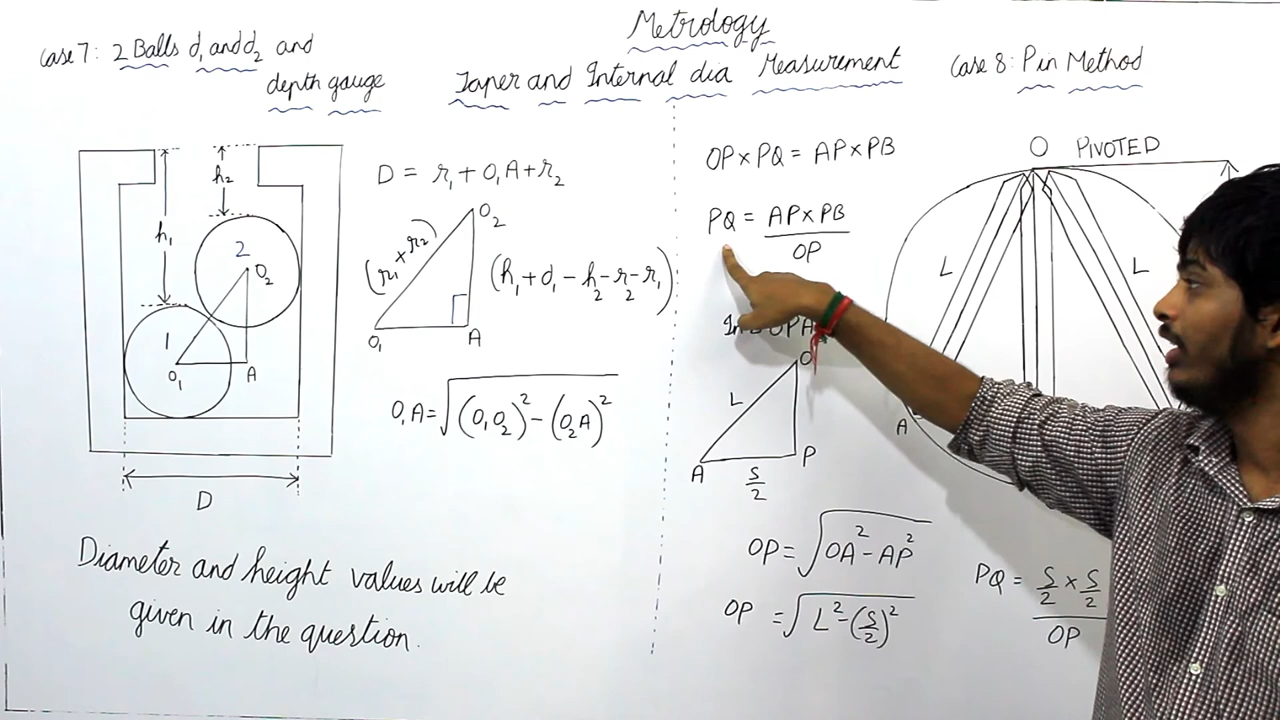 Metrology
Taper and Internal dia Measurement
Case 7: 2 Balls d₁ and d₂ and
depth gauge
h₁
h₂
2
O₂
1
O₁
A
D
D = r₁ + O₁A + r₂
O₂
(r₁ + r₂)
(h₁ + d₁ - h₂ - r₂ - r₁)
O₁
A
O₁A = √(O₁O₂)² - (O₂A)²
Diameter and height values will be
given in the question.
Case 8: Pin Method
OP × PQ = AP × PB
PQ = AP × PB
OP
OPA
O
L
A
P
S/2
OP = √OA² - AP²
OP = √L² - (S/2)²
O PIVOTED
L
L
A
PQ = S/2 × S/2
OP